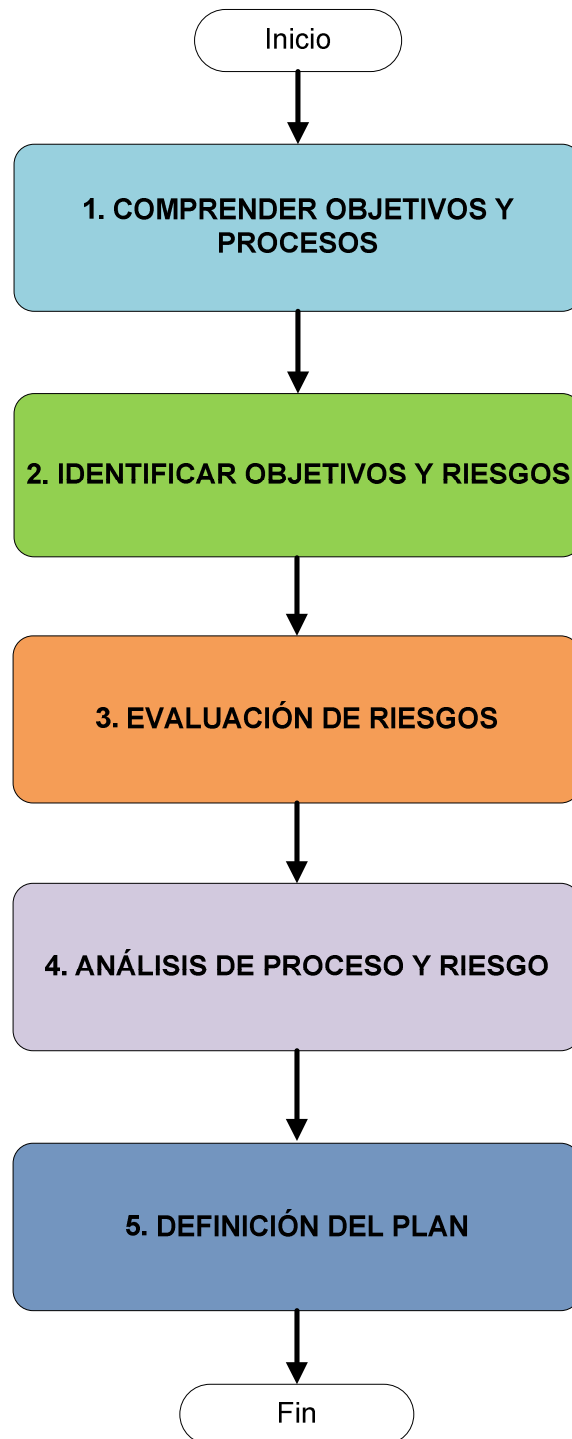 Inicio
1. COMPRENDER OBJETIVOS Y
PROCESOS
2. IDENTIFICAR OBJETIVOS Y RIESGOS
3. EVALUACIÓN DE RIESGOS
4. ANÁLISIS DE PROCESO Y RIESGO
5. DEFINICIÓN DEL PLAN
Fin